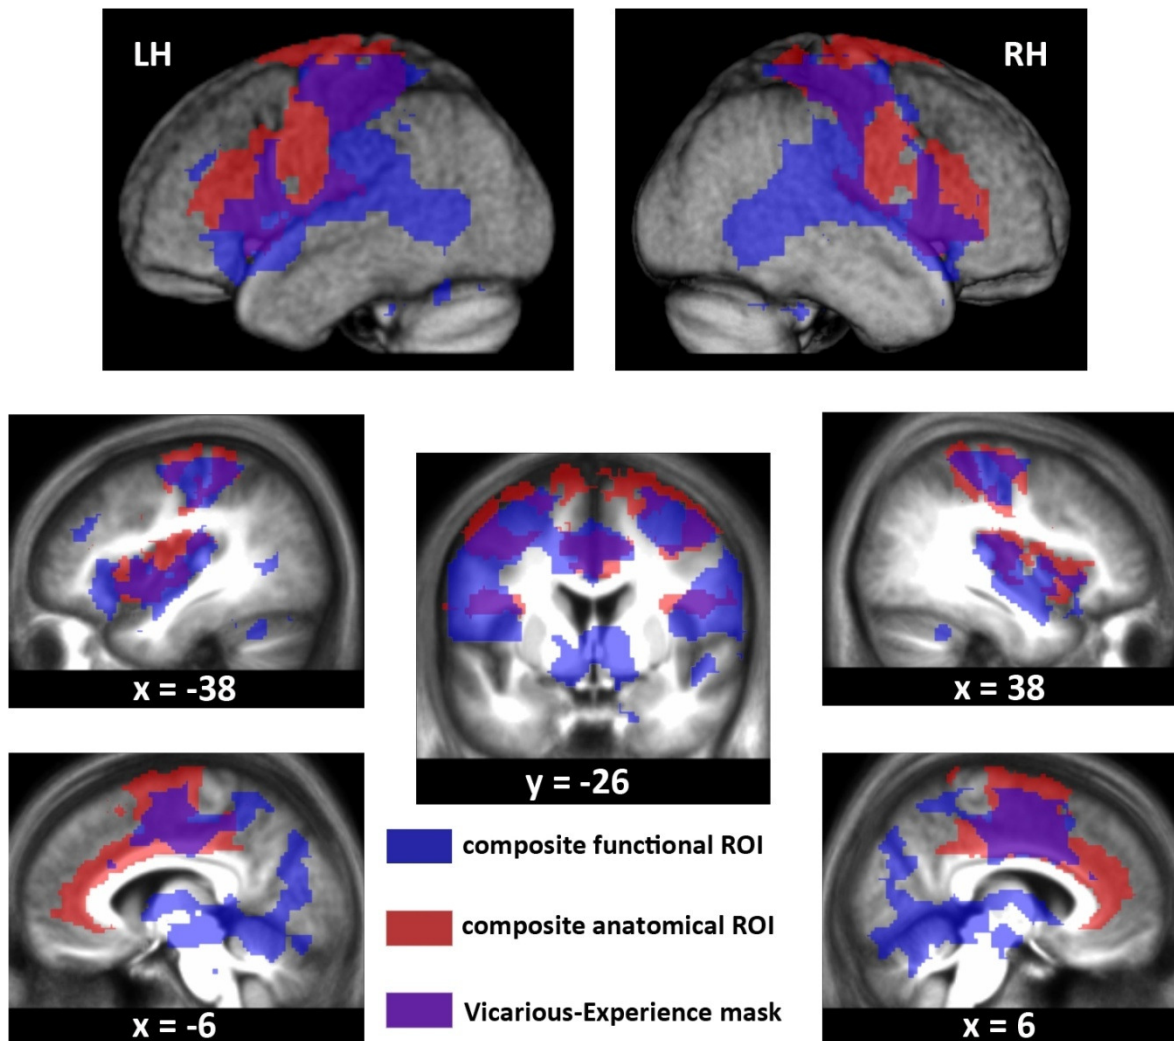 LH
RH
x = -38
x = 38
y = -26
composite functional ROI
composite anatomical ROI
Vicarious-Experience mask
x = -6
x = 6